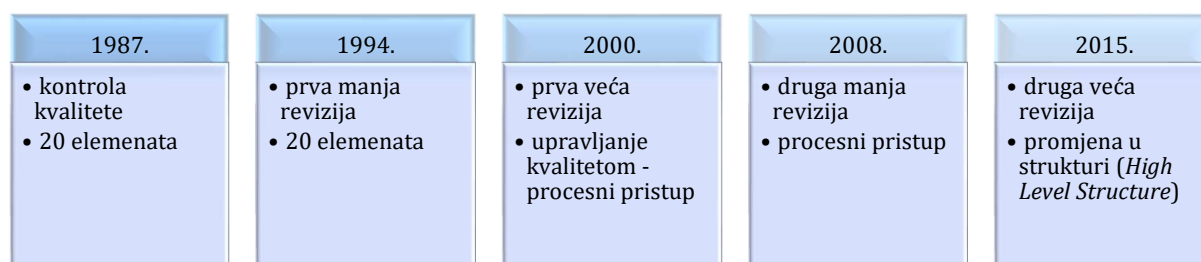 1987.
• kontrola
kvalitete
• 20 elemenata
1994.
• prva manja
revizija
• 20 elemenata
2000.
• prva veća
revizija
• upravljanje
kvalitetom -
procesni pristup
2008.
• druga manja
revizija
• procesni pristup
2015.
• druga veća
revizija
• promjena u
strukturi (High
Level Structure)